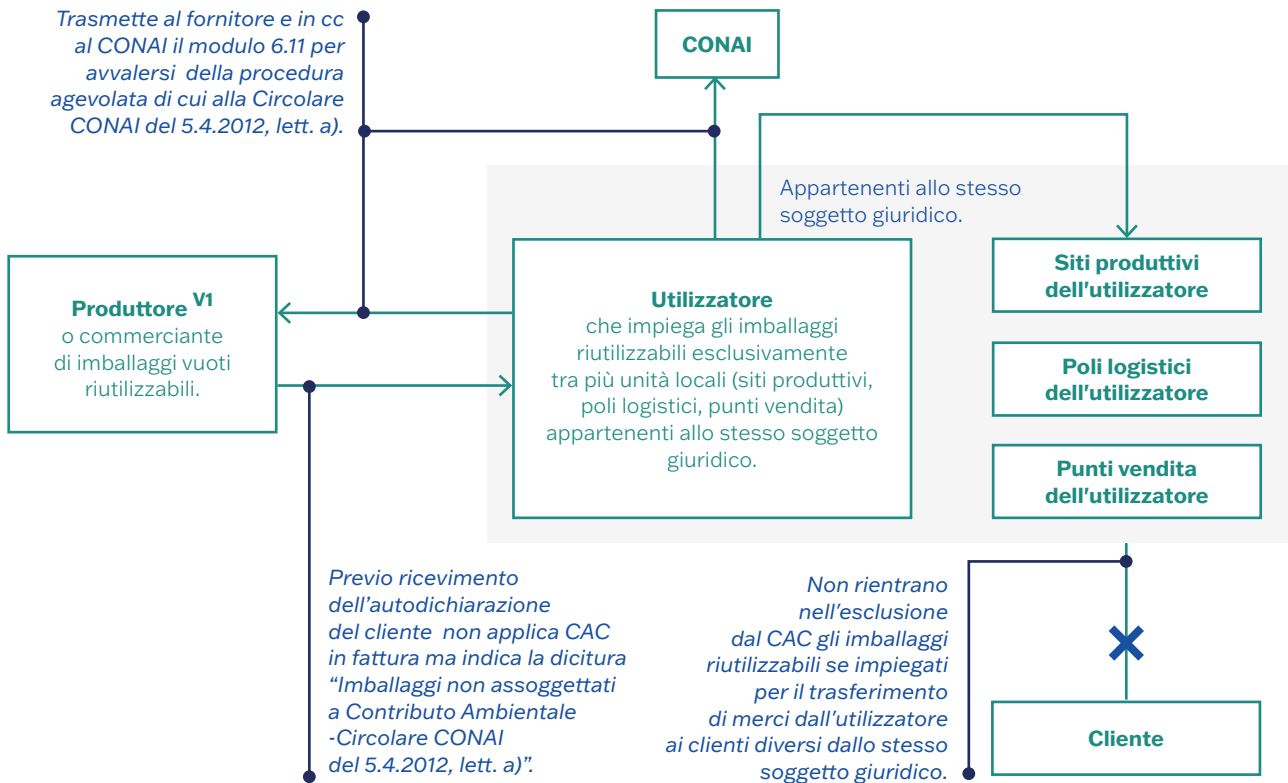 Trasmette al fornitore e in cc
al CONAI il modulo 6.11 per
avvalersi della procedura
agevolata di cui alla Circolare
CONAI del 5.4.2012, lett. a).
CONAI
Appartenenti allo stesso
soggetto giuridico.
Produttore V1
o commerciante
di imballaggi vuoti
riutilizzabili.
Utilizzatore
che impiega gli imballaggi
riutilizzabili esclusivamente
tra più unità locali (siti produttivi,
poli logistici, punti vendita)
appartenenti allo stesso soggetto
giuridico.
Siti produttivi
dell'utilizzatore
Poli logistici
dell'utilizzatore
Punti vendita
dell'utilizzatore
Previo ricevimento
dell’autodichiarazione
del cliente non applica CAC
in fattura ma indica la dicitura
“Imballaggi non assoggettati
a Contributo Ambientale
-Circolare CONAI
del 5.4.2012, lett. a)”.
Non rientrano
nell’esclusione
dal CAC gli imballaggi
riutilizzabili se impiegati
per il trasferimento
di merci dall’utilizzatore
ai clienti diversi dallo stesso
soggetto giuridico.
Cliente